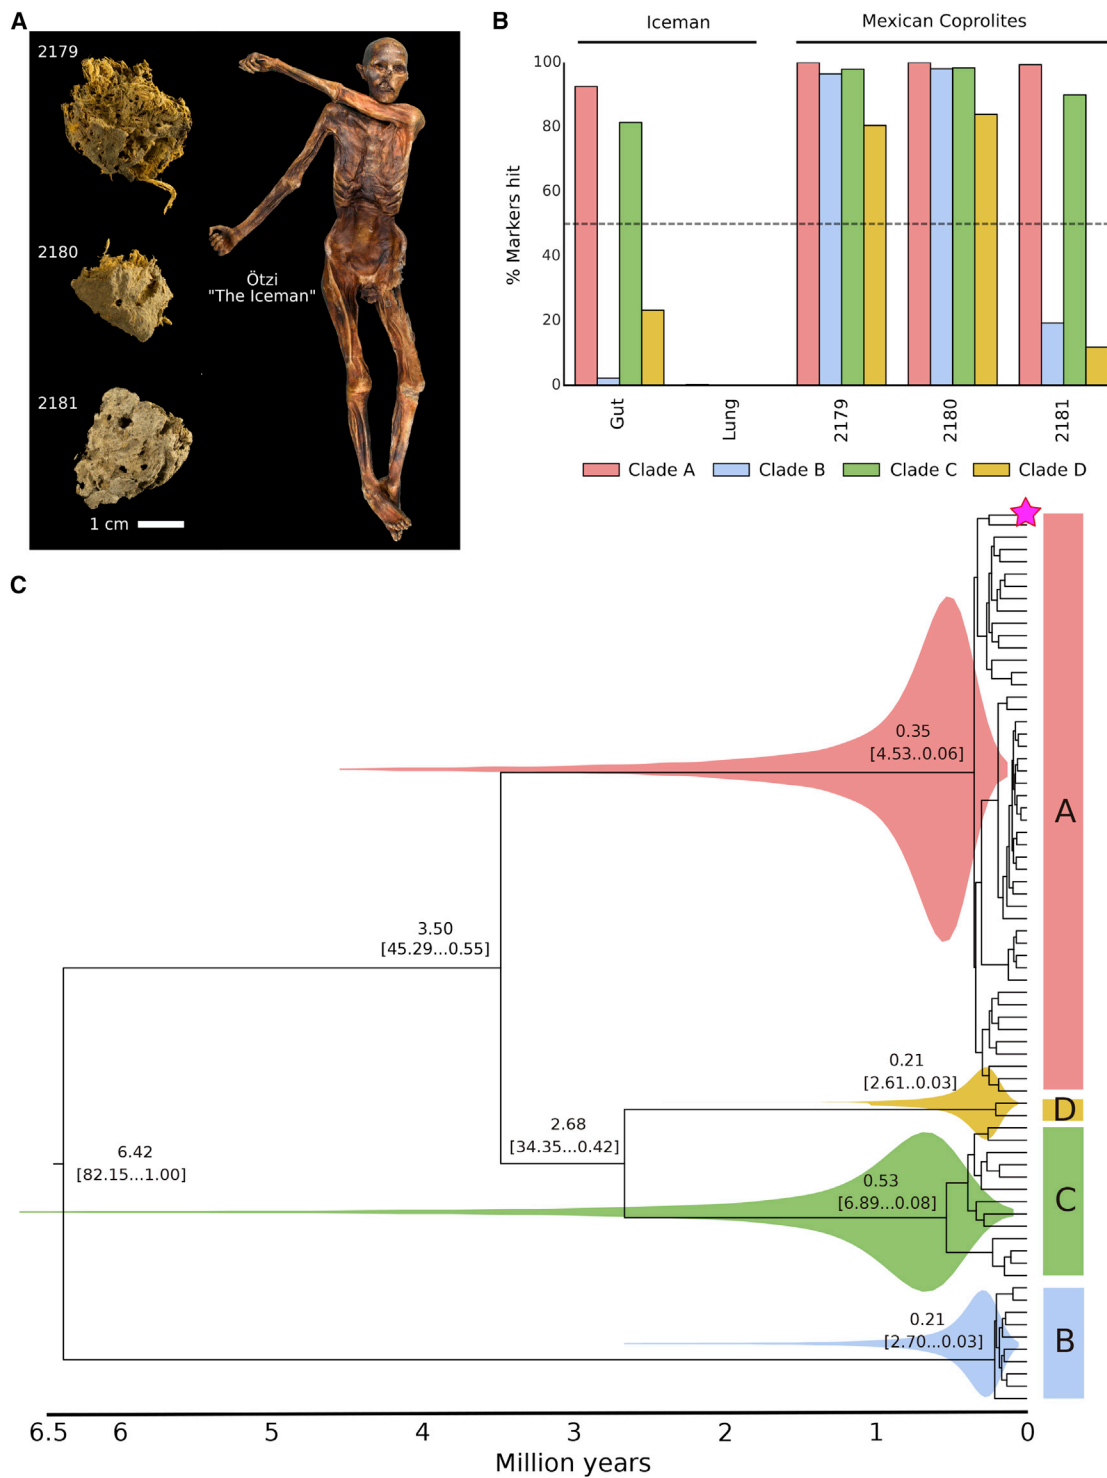 A
2179
2180
2181
Ötzi
"The Iceman"
1 cm
B
Iceman
Mexican Coprolites
% Markers hit
100
80
60
40
20
0
Gut
Lung
2179
2180
2181
Clade A
Clade B
Clade C
Clade D
C
0.35
[4.53..0.06]
3.50
[45.29...0.55]
0.21
[2.61..0.03]
2.68
[34.35...0.42]
6.42
[82.15...1.00]
0.53
[6.89...0.08]
0.21
[2.70...0.03]
A
D
C
B
6.5 6 5 4 3 2 1 0
Million years